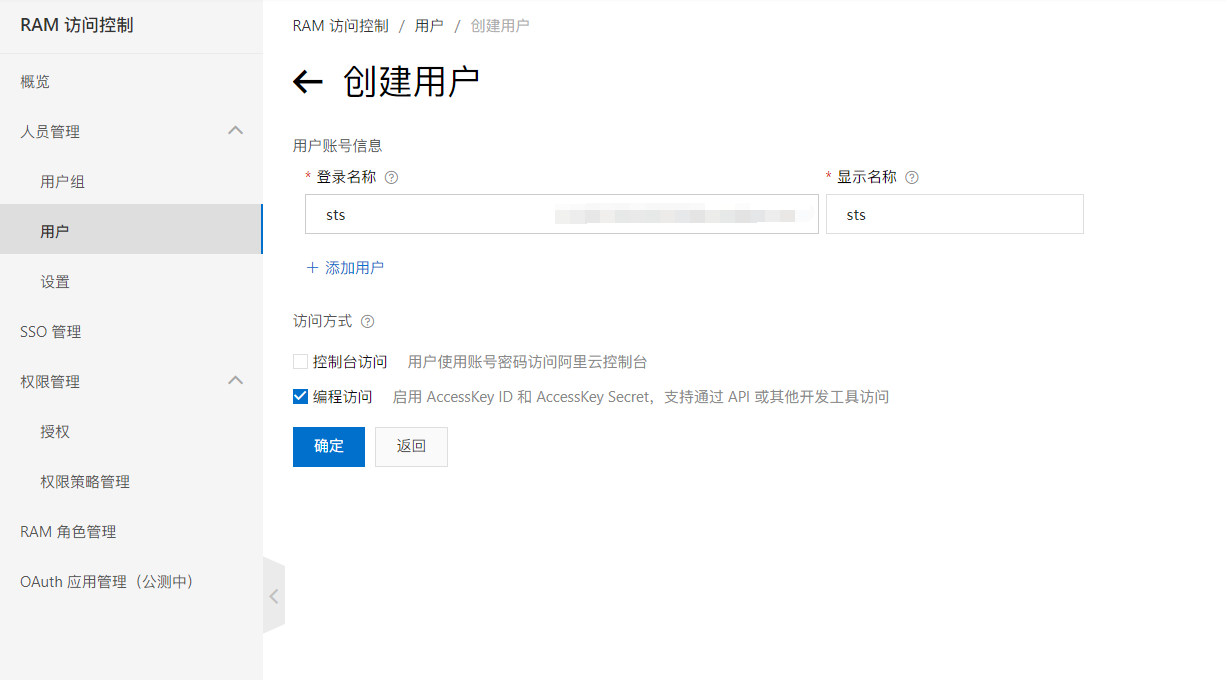 RAM 访问控制
概览
人员管理
用户组
用户
设置
SSO 管理
权限管理
授权
权限策略管理
RAM 角色管理
OAuth 应用管理（公测中）
RAM 访问控制 / 用户 / 创建用户
创建用户
用户账号信息
* 登录名称 * 显示名称
sts sts
添加用户
访问方式
控制台访问 用户使用账号密码访问阿里云控制台
编程访问 启用 AccessKey ID 和 AccessKey Secret，支持通过 API 或其他开发工具访问
确定 返回